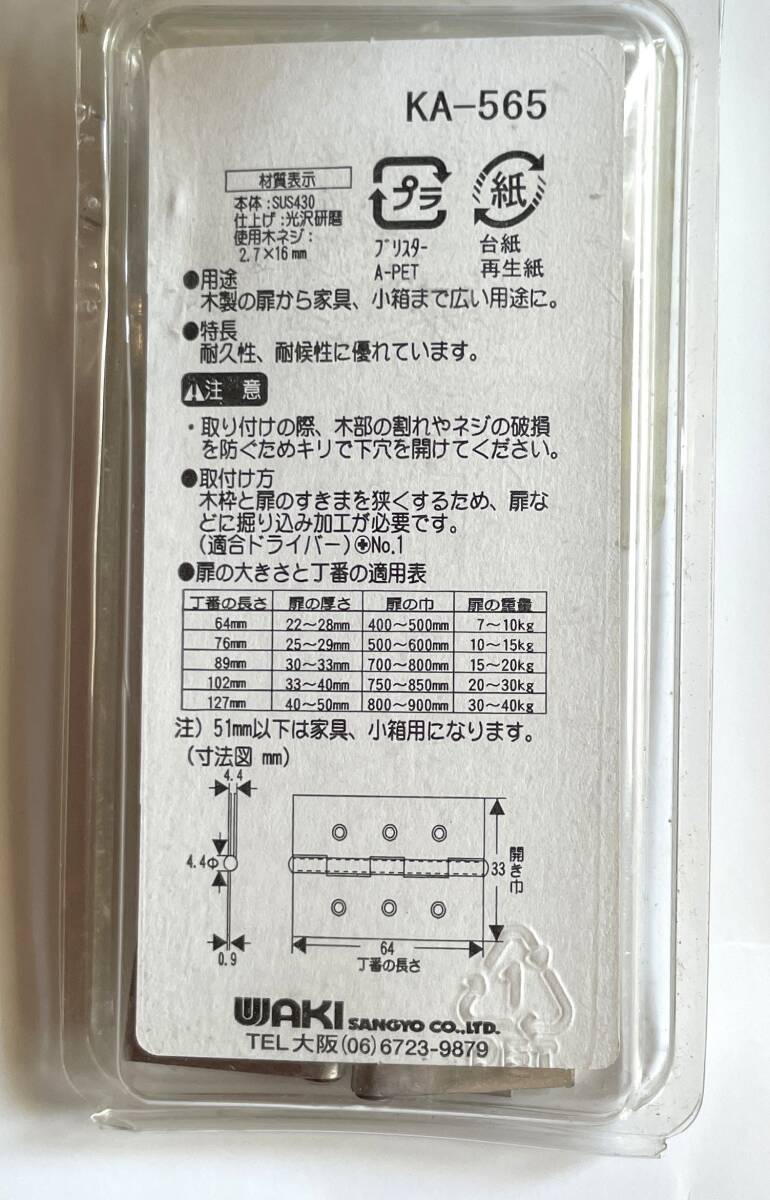 KA-565
材質表示
本体:SUS430
仕上げ:光沢研磨
使用木ネジ:
2.7×16mm
プラ
ﾌﾞﾘｽﾀｰ
A-PET
紙
台紙
再生紙
●用途
木製の扉から家具、小箱まで広い用途に。
●特長
耐久性、耐候性に優れています。
⚠注 意
・取り付けの際、木部の割れやネジの破損
を防ぐためキリで下穴を開けてください。
●取付け方
木枠と扉のすきまを狭くするため、扉な
どに掘り込み加工が必要です。
(適合ドライバー)⊕No.1
●扉の大きさと丁番の適用表
丁番の長さ 扉の厚さ 扉の巾 扉の重量
64mm 22〜28mm 400〜500mm 7〜10kg
76mm 25〜29mm 500〜600mm 10〜15kg
89mm 30〜33mm 700〜800mm 15〜20kg
102mm 33〜40mm 750〜850mm 20〜30kg
127mm 40〜50mm 800〜900mm 30〜40kg
注）51mm以下は家具、小箱用になります。
(寸法図 mm)
4.4
4.4Φ
0.9
33
開き巾
64
丁番の長さ
1
PET
WAKI SANGYO CO.,LTD.
TEL大阪(06)6723-9879